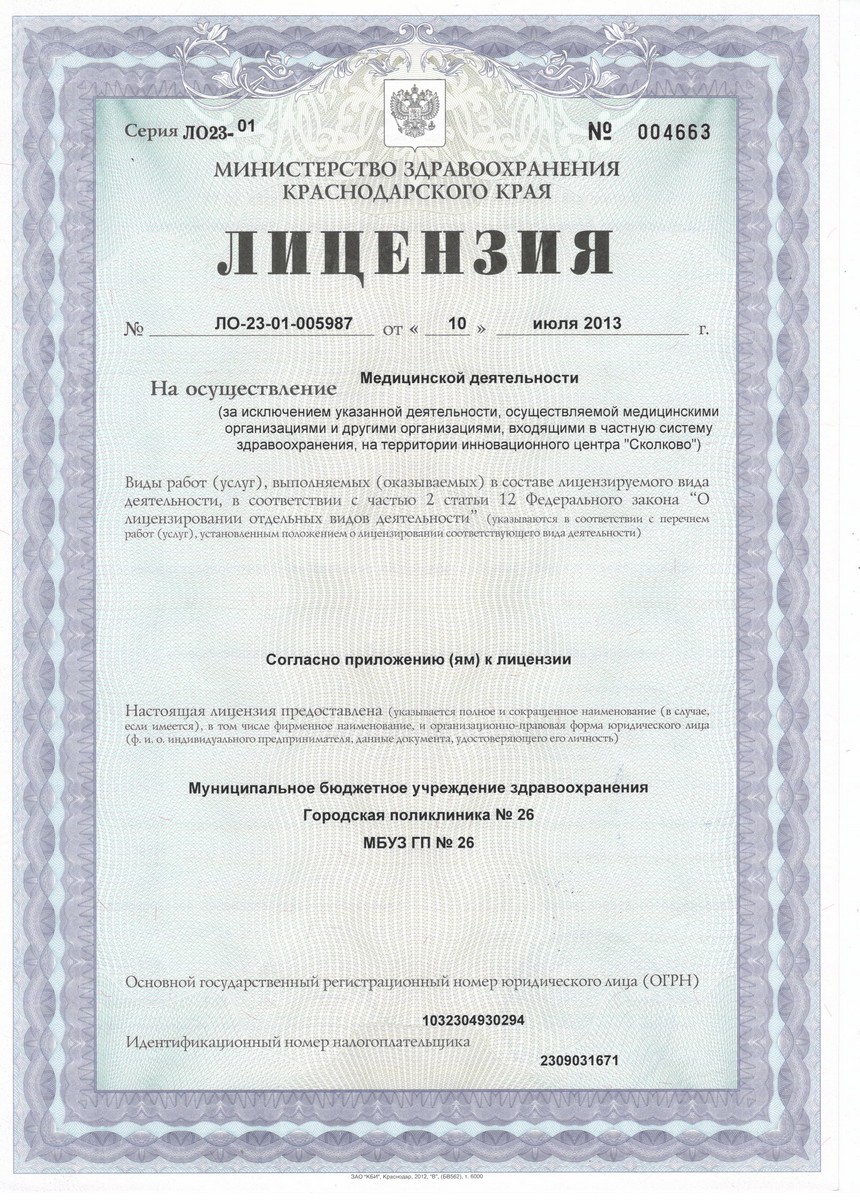 Серия ЛО23-01
№ 004663
МИНИСТЕРСТВО ЗДРАВООХРАНЕНИЯ
КРАСНОДАРСКОГО КРАЯ
ЛИЦЕНЗИЯ
№ ЛО-23-01-005987 от « 10 » июля 2013 г.
На осуществление Медицинской деятельности
(за исключением указанной деятельности, осуществляемой медицинскими
организациями и другими организациями, входящими в частную систему
здравоохранения, на территории инновационного центра "Сколково")
Виды работ (услуг), выполняемых (оказываемых) в составе лицензируемого вида
деятельности, в соответствии с частью 2 статьи 12 Федерального закона “О
лицензировании отдельных видов деятельности” (указываются в соответствии с перечнем
работ (услуг), установленным положением о лицензировании соответствующего вида деятельности)
Согласно приложению (ям) к лицензии
Настоящая лицензия предоставлена (указывается полное и сокращенное наименование (в случае,
если имеется), в том числе фирменное наименование, и организационно-правовая форма юридического лица
(ф. и. о. индивидуального предпринимателя, данные документа, удостоверяющего его личность)
Муниципальное бюджетное учреждение здравоохранения
Городская поликлиника № 26
МБУЗ ГП № 26
Основной государственный регистрационный номер юридического лица (ОГРН)
1032304930294
Идентификационный номер налогоплательщика
2309031671
ЗАО "КБИ", Краснодар, 2012, "В", (БВ562), т. 6000